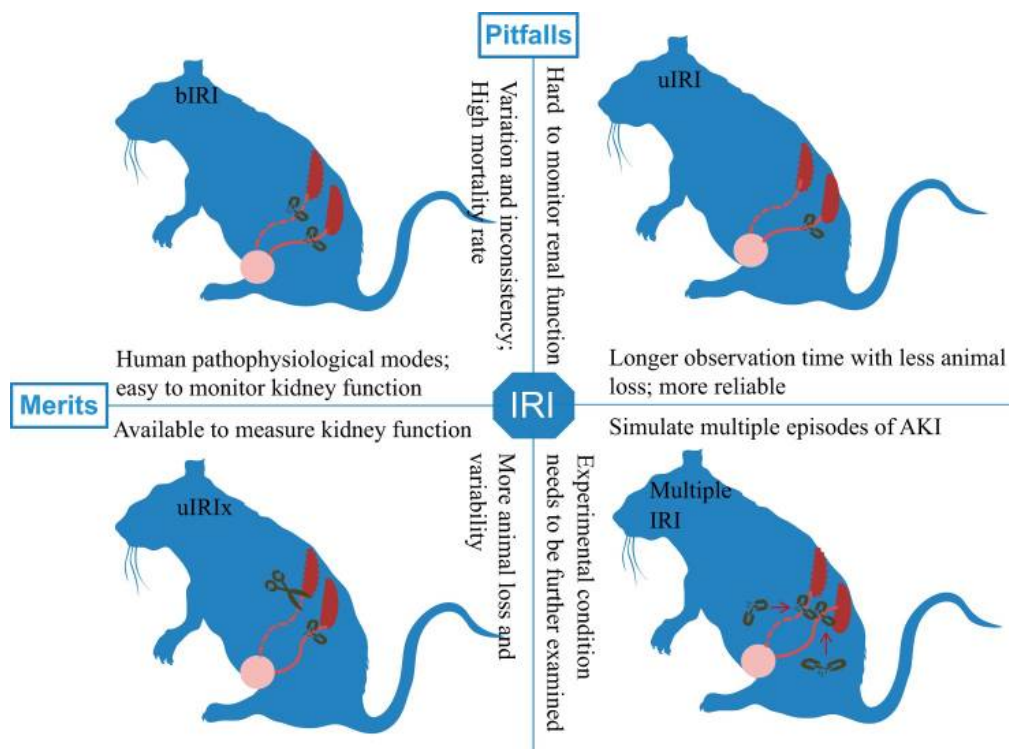 Pitfalls
bIRI
Variation and inconsistency;
High mortality rate
Hard to monitor renal function
uIRI
Human pathophysiological modes;
easy to monitor kidney function
Longer observation time with less animal
loss; more reliable
Merits
IRI
Available to measure kidney function
Simulate multiple episodes of AKI
uIRIx
More animal loss and
variability
Experimental condition
needs to be further examined
Multiple
IRI